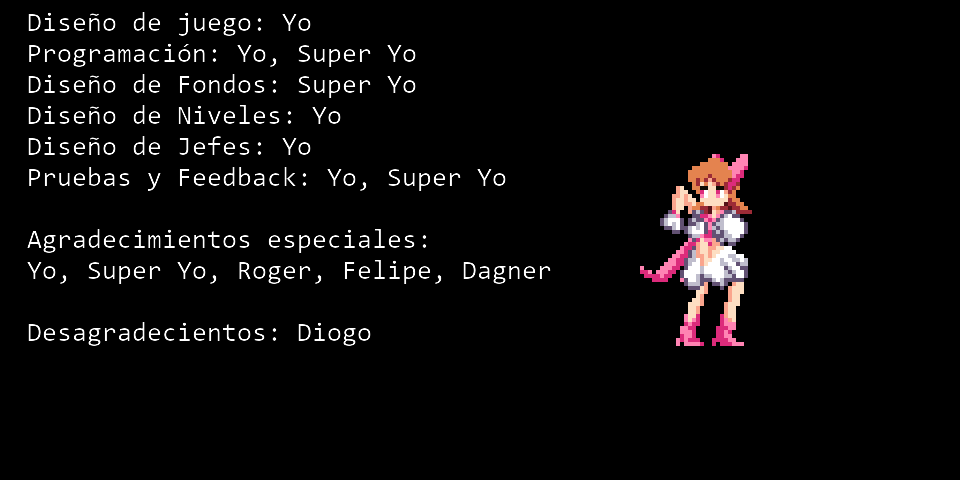 Diseño de juego: Yo
Programación: Yo, Super Yo
Diseño de Fondos: Super Yo
Diseño de Niveles: Yo
Diseño de Jefes: Yo
Pruebas y Feedback: Yo, Super Yo
Agradecimientos especiales:
Yo, Super Yo, Roger, Felipe, Dagner
Desagradecientos: Diogo